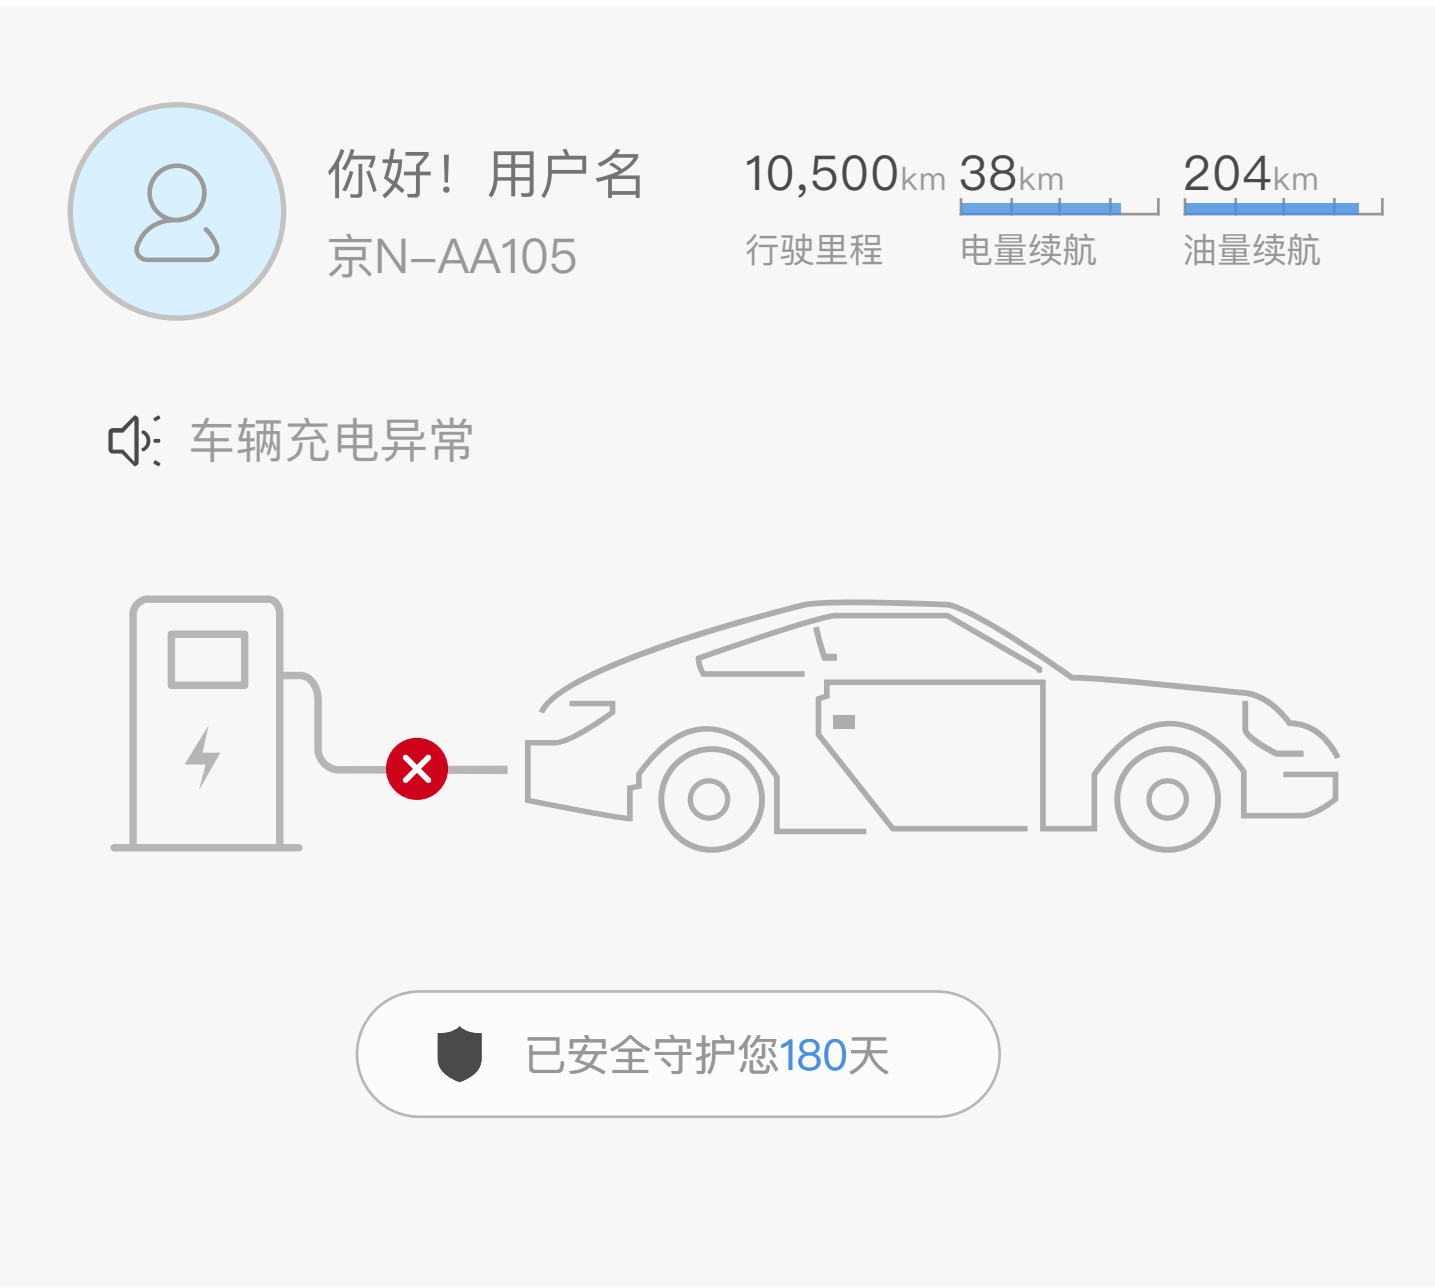 你好！用户名
京N–AA105
10,500km
行驶里程
38km
电量续航
204km
油量续航
车辆充电异常
已安全守护您180天